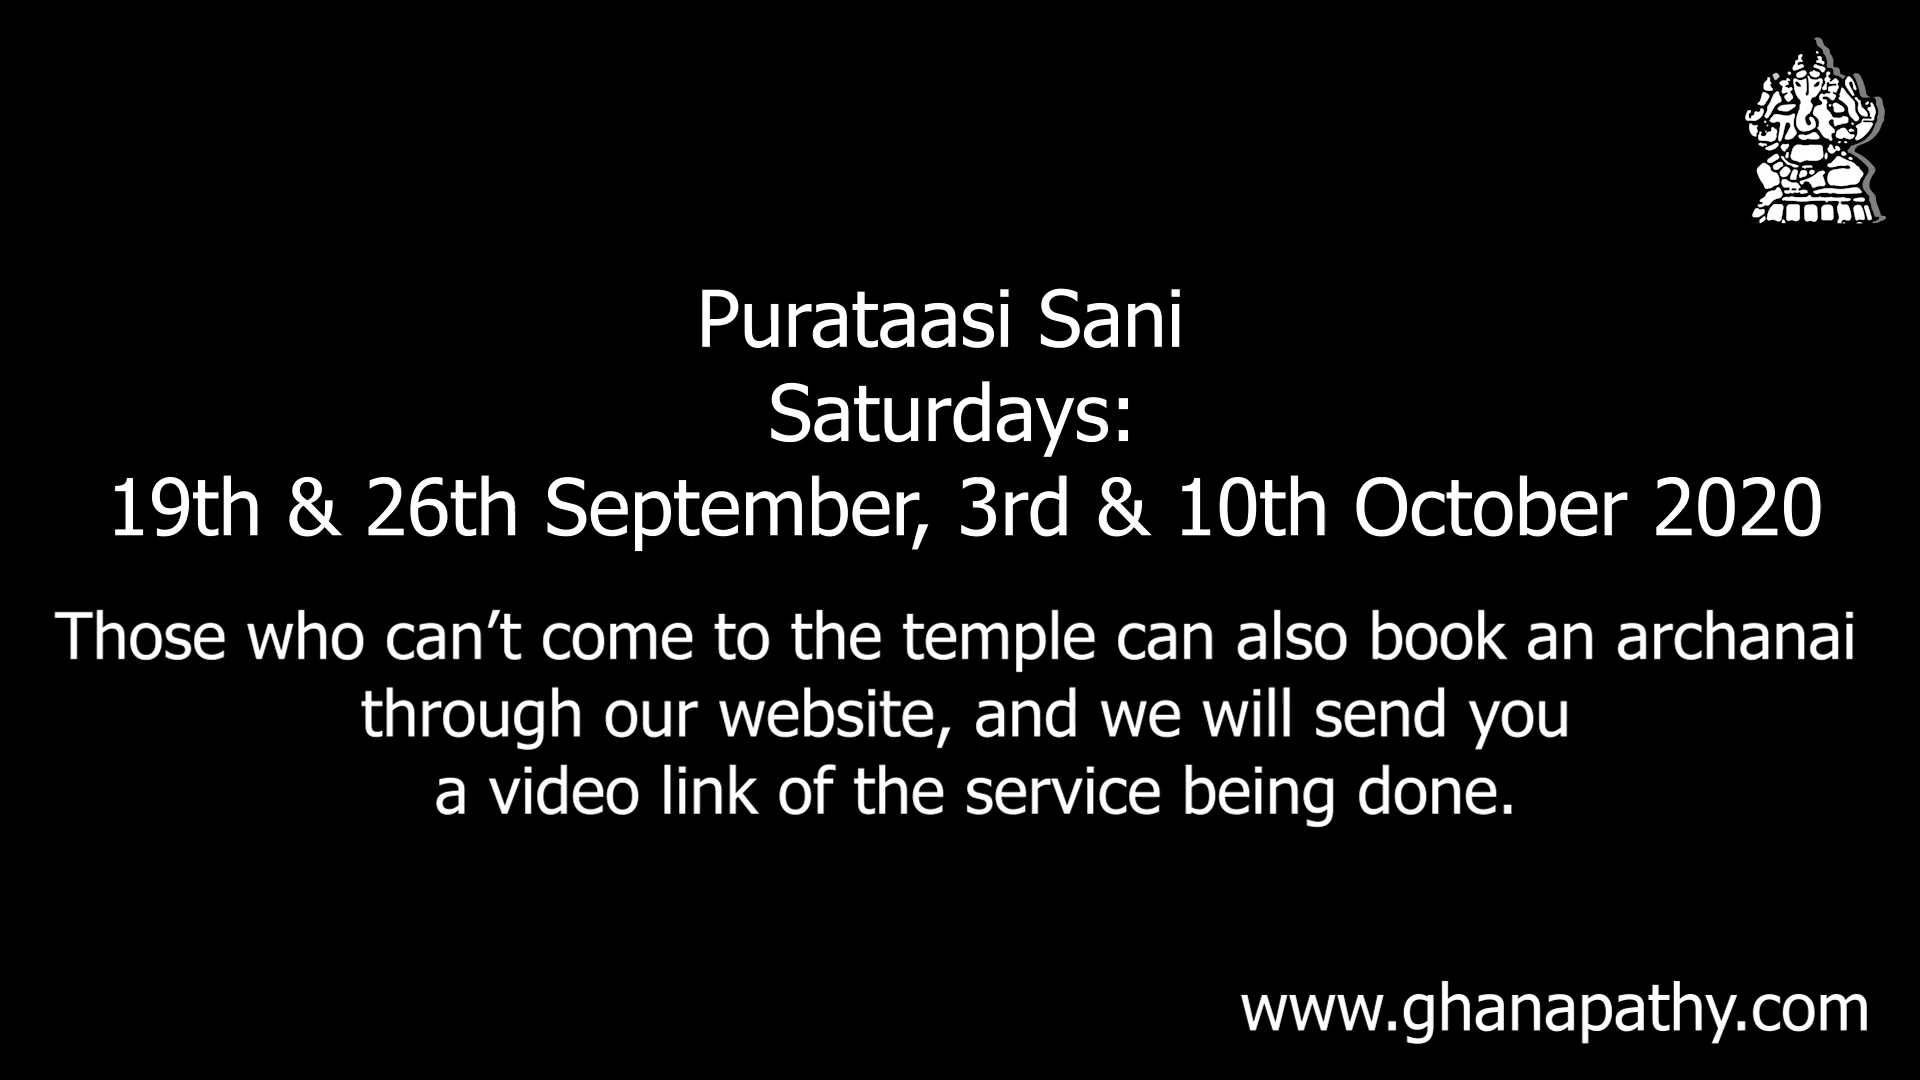 Purataasi Sani
Saturdays:
19th & 26th September, 3rd & 10th October 2020
Those who can’t come to the temple can also book an archanai
through our website, and we will send you
a video link of the service being done.
www.ghanapathy.com